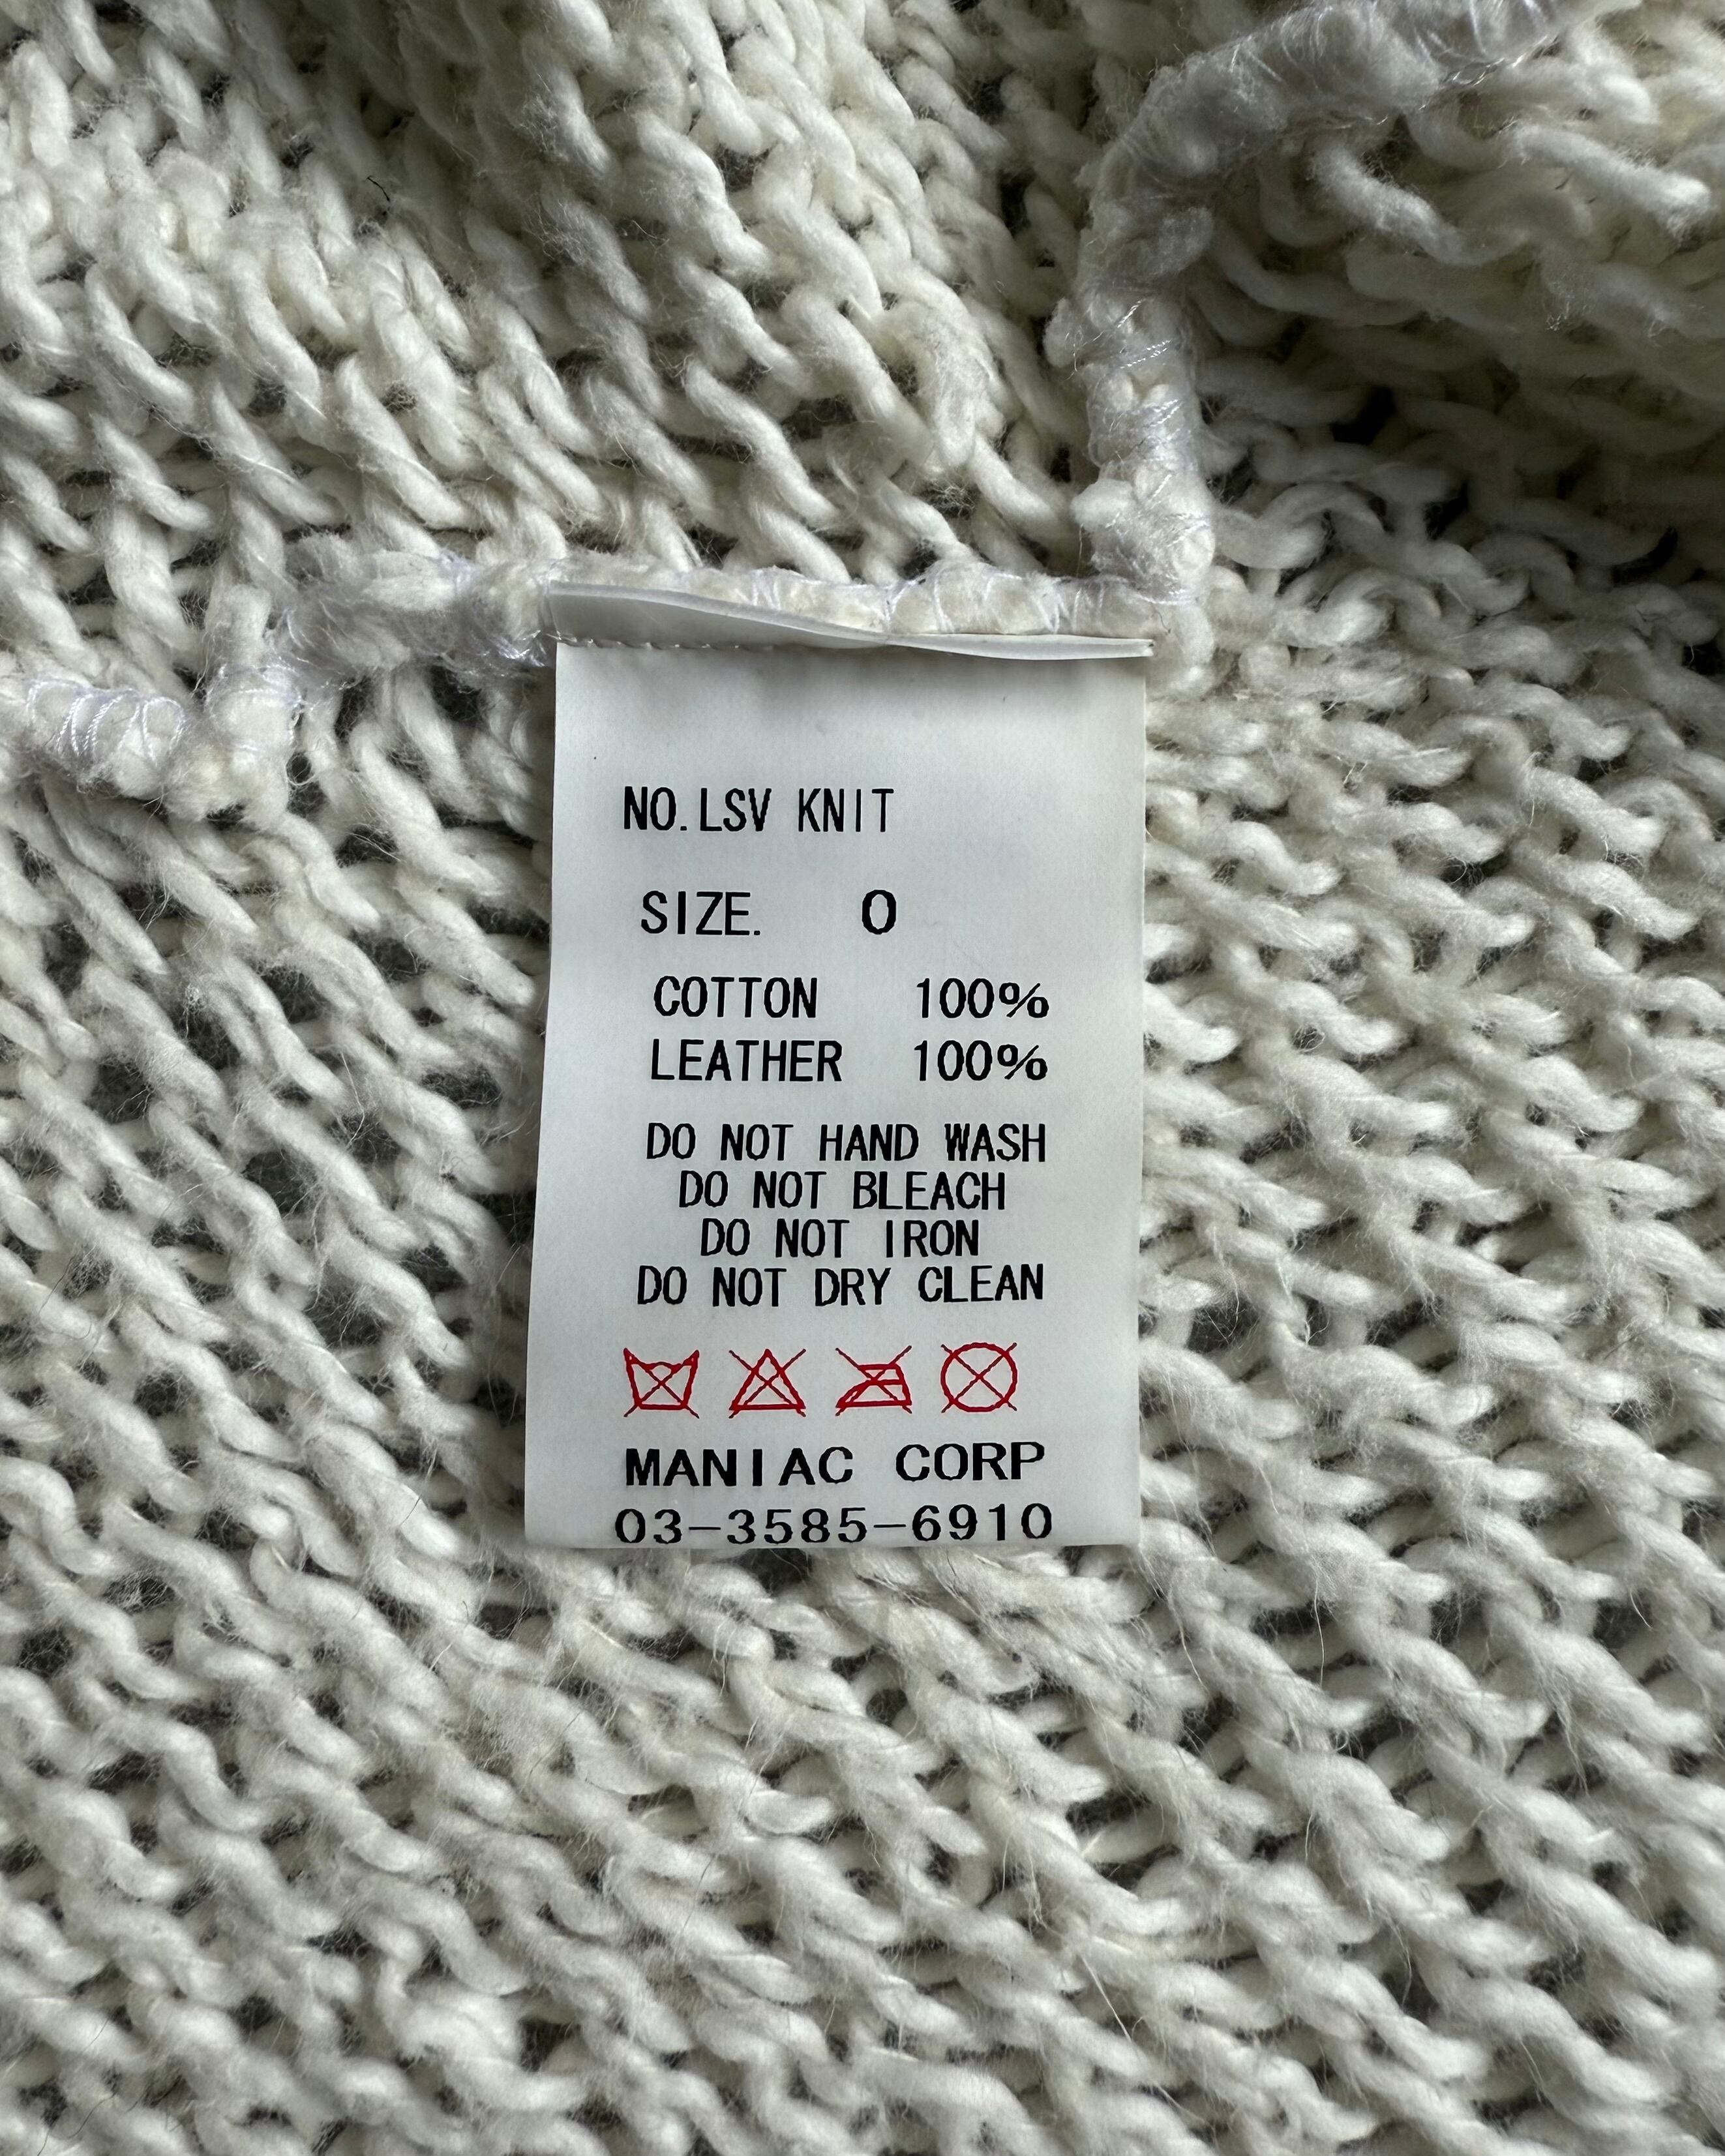 NO.LSV KNIT
SIZE. 0
COTTON 100%
LEATHER 100%
DO NOT HAND WASH
DO NOT BLEACH
DO NOT IRON
DO NOT DRY CLEAN
MANIAC CORP
03-3585-6910